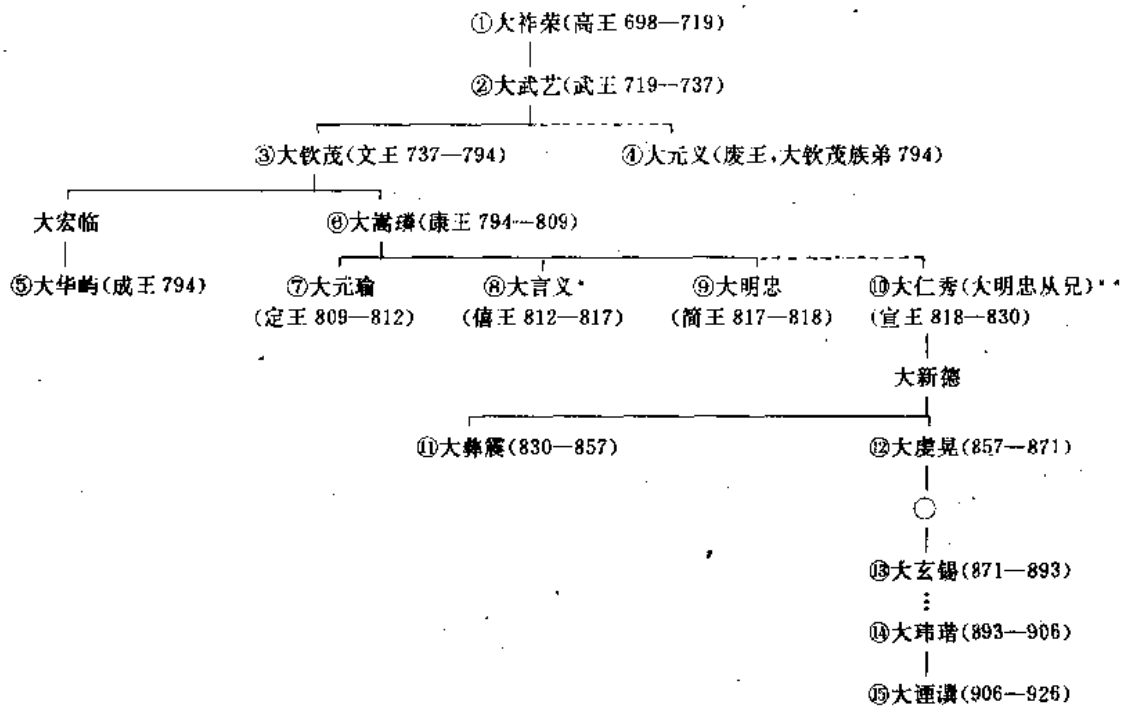 ①大祚荣(高王 698—719)
②大武艺(武王 719--737)
③大钦茂(文王 737—794) ④大元义(废王,大钦茂族弟 794)
大宏临 ⑥大嵩璘(康王 794--809)
⑤大华屿(成王 794) ⑦大元瑜 ⑧大言义* ⑨大明忠 ⑩大仁秀(大明忠从兄)**
(定王 809—812) (僖王 812—817) (简王 817—818) (宣王 818—830)
大新德
⑪大彝震(830—857) ⑫大虔晃(857—871)
⑬大玄锡(871—893)
⑭大玮瑎(893—906)
⑮大諲譔(906—926)